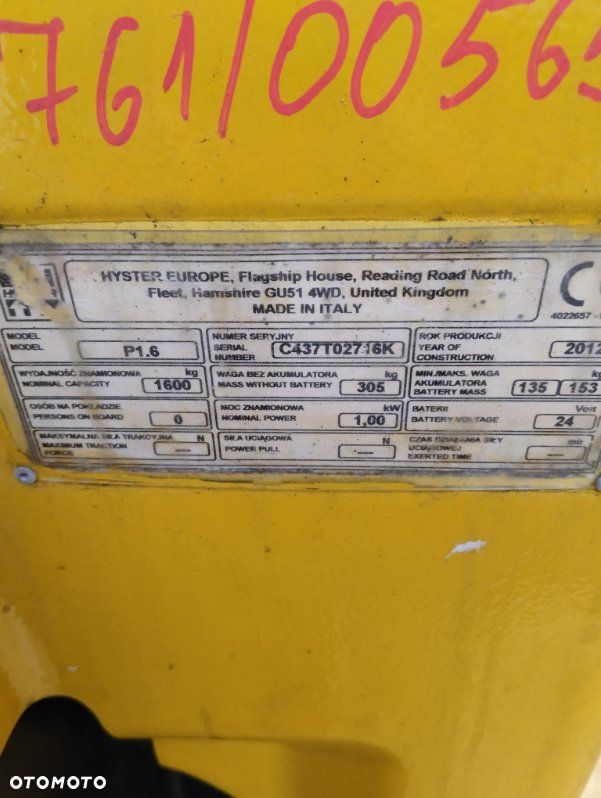 761/00565
HYSTER EUROPE, Flagship House, Reading Road North,
Fleet, Hamshire GU51 4WD, United Kingdom
MADE IN ITALY
CE
4022657 -
MODEL
MODEL
P1.6
NUMER SERYJNY
SERIAL
NUMBER
C437T02716K
ROK PRODUKCJI
YEAR OF
CONSTRUCTION
2012
WYDAJNOŚĆ ZNAMIONOWA kg
NOMINAL CAPACITY
1600
WAGA BEZ AKUMULATORA kg
MASS WITHOUT BATTERY
305
MIN./MAKS. WAGA kg
AKUMULATORA
BATTERY MASS
135 153
OSÓB NA POKŁADZIE
PERSONS ON BOARD
0
MOC ZNAMIONOWA kW
NOMINAL POWER
1,00
BATERII Volt
BATTERY VOLTAGE
24
MAKSYMALNA SIŁA TRAKCYJNA N
MAXIMUM TRACTION
FORCE
—
SIŁA UCIĄGOWA N
POWER PULL
—
CZAS DZIAŁANIA SIŁY min
UCIĄGOWEJ
EXERTED TIME
—
OTOMOTO